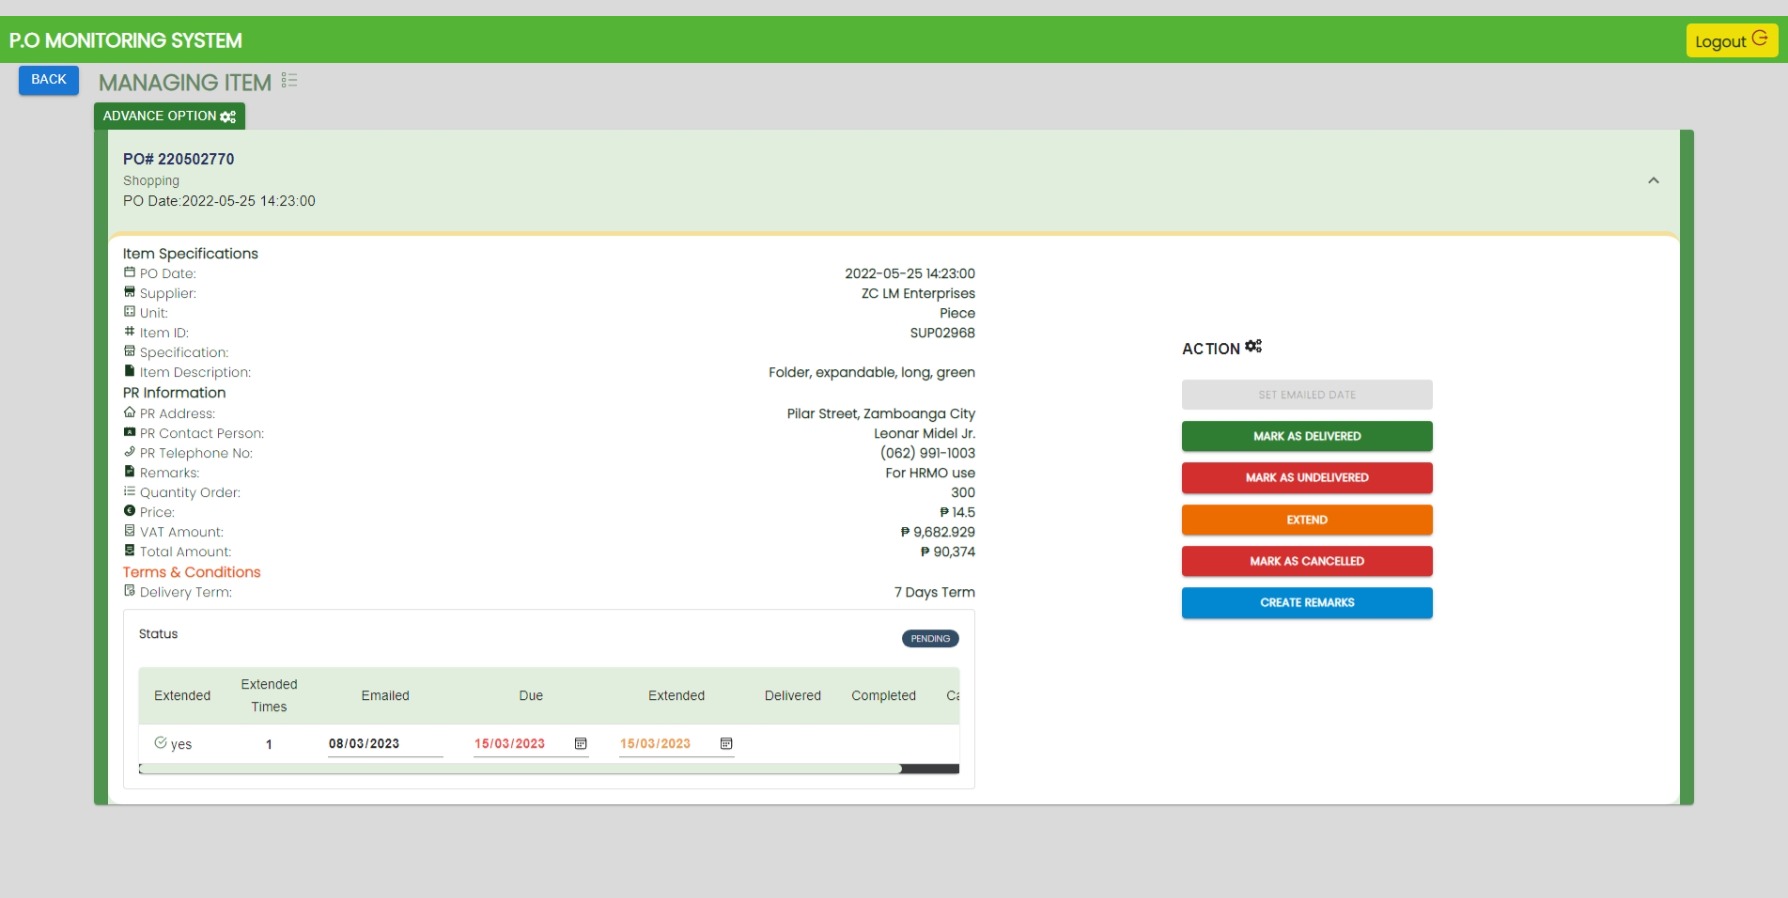 P.O MONITORING SYSTEM
Logout
BACK
MANAGING ITEM
ADVANCE OPTION
PO# 220502770
Shopping
PO Date:2022-05-25 14:23:00
Item Specifications
PO Date: 2022-05-25 14:23:00
Supplier: ZC LM Enterprises
Unit: Piece
Item ID: SUP02968
Specification:
Item Description: Folder, expandable, long, green
PR Information
PR Address: Pilar Street, Zamboanga City
PR Contact Person: Leonar Midel Jr.
PR Telephone No: (062) 991-1003
Remarks: For HRMO use
Quantity Order: 300
Price: ₱ 14.5
VAT Amount: ₱ 9,682.929
Total Amount: ₱ 90,374
Terms & Conditions
Delivery Term: 7 Days Term
Status PENDING
Extended Extended Times Emailed Due Extended Delivered Completed Ca
yes 1 08/03/2023 15/03/2023 15/03/2023
ACTION
SET EMAILED DATE
MARK AS DELIVERED
MARK AS UNDELIVERED
EXTEND
MARK AS CANCELLED
CREATE REMARKS